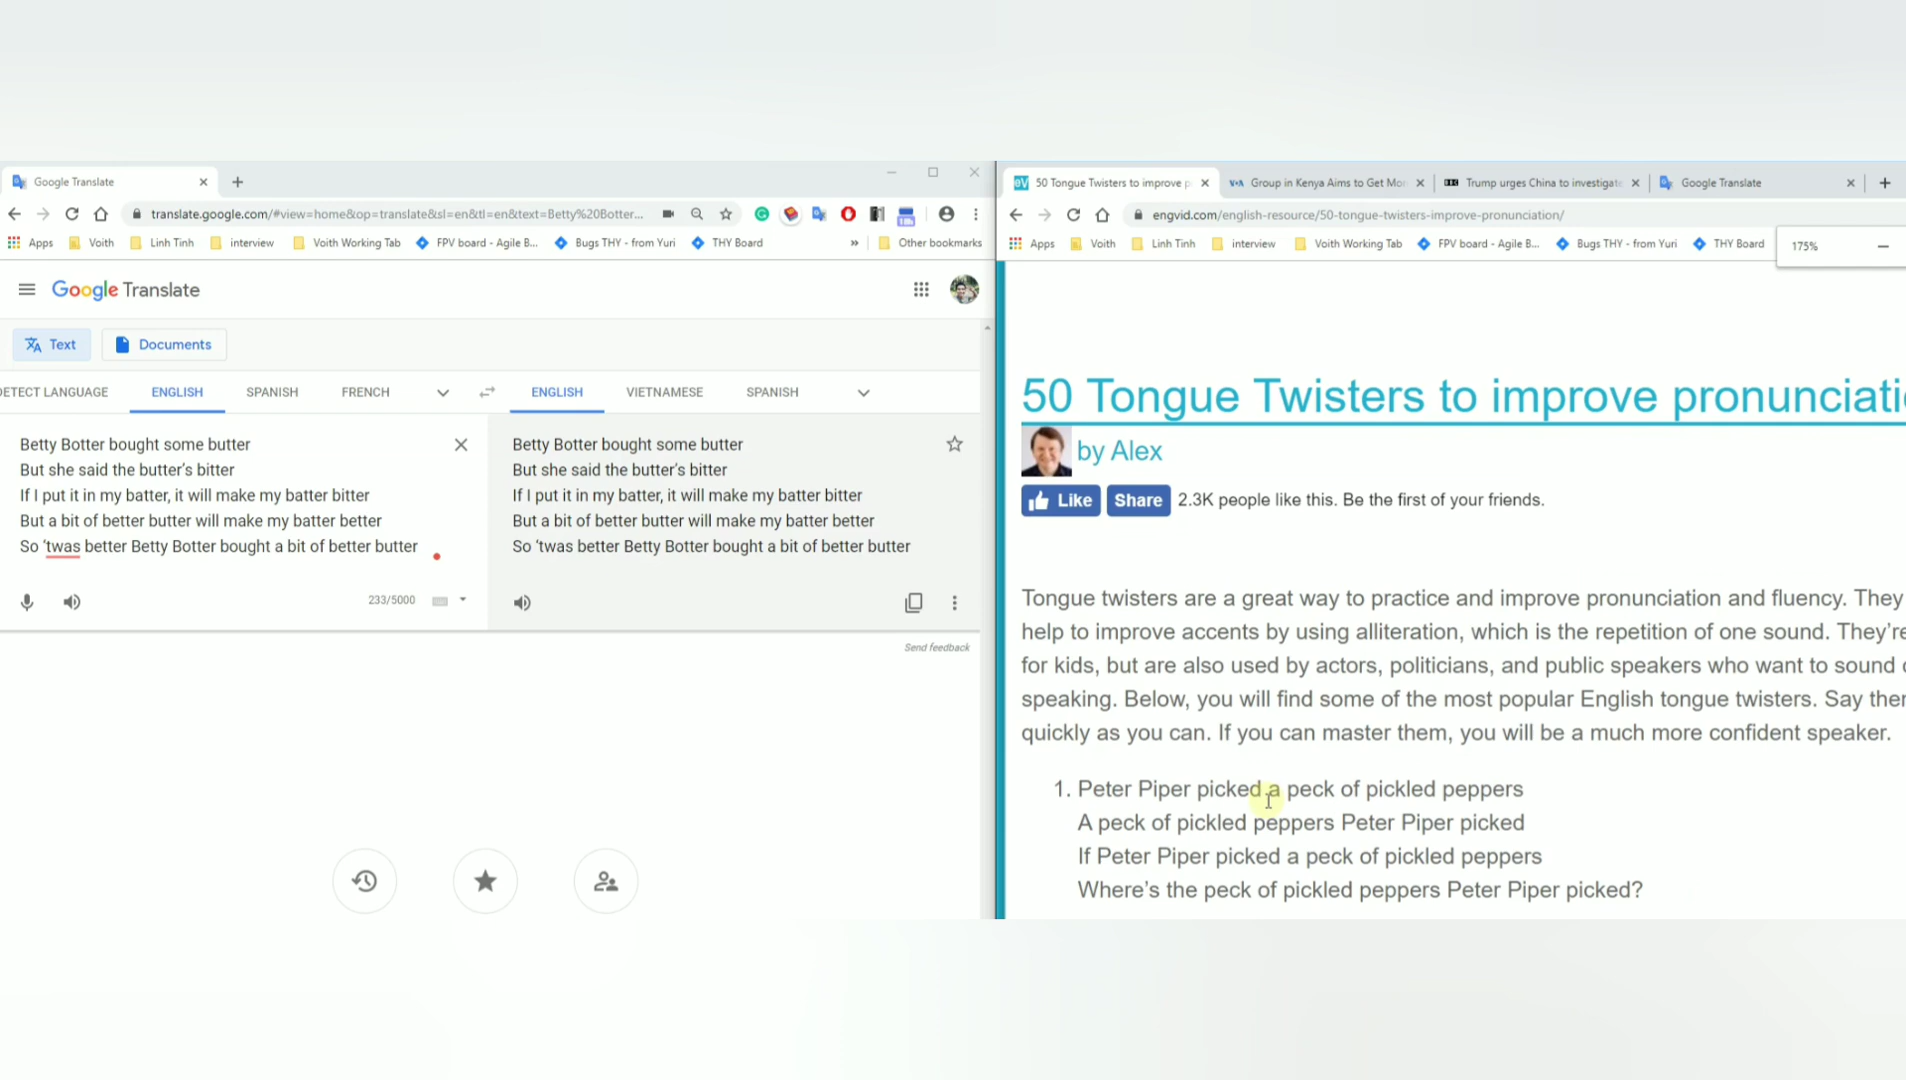 Google Translate
translate.google.com/#view=home&op=translate&sl=en&tl=en&text=Betty%20Botter...
Apps Voith Linh Tinh interview Voith Working Tab FPV board - Agile B... Bugs THY - from Yuri THY Board » Other bookmarks
Google Translate
Text Documents
DETECT LANGUAGE ENGLISH SPANISH FRENCH ENGLISH VIETNAMESE SPANISH
Betty Botter bought some butter
But she said the butter's bitter
If I put it in my batter, it will make my batter bitter
But a bit of better butter will make my batter better
So 'twas better Betty Botter bought a bit of better butter
233/5000
Betty Botter bought some butter
But she said the butter's bitter
If I put it in my batter, it will make my batter bitter
But a bit of better butter will make my batter better
So 'twas better Betty Botter bought a bit of better butter
Send feedback
50 Tongue Twisters to improve p Group in Kenya Aims to Get Mo Trump urges China to investigate Google Translate
engvid.com/english-resource/50-tongue-twisters-improve-pronunciation/
Apps Voith Linh Tinh interview Voith Working Tab FPV board - Agile B... Bugs THY - from Yuri THY Board 175%
50 Tongue Twisters to improve pronunciati
by Alex
Like Share 2.3K people like this. Be the first of your friends.
Tongue twisters are a great way to practice and improve pronunciation and fluency. They
help to improve accents by using alliteration, which is the repetition of one sound. They're
for kids, but are also used by actors, politicians, and public speakers who want to sound
speaking. Below, you will find some of the most popular English tongue twisters. Say
quickly as you can. If you can master them, you will be a much more confident speaker.
1. Peter Piper picked a peck of pickled peppers
A peck of pickled peppers Peter Piper picked
If Peter Piper picked a peck of pickled peppers
Where's the peck of pickled peppers Peter Piper picked?